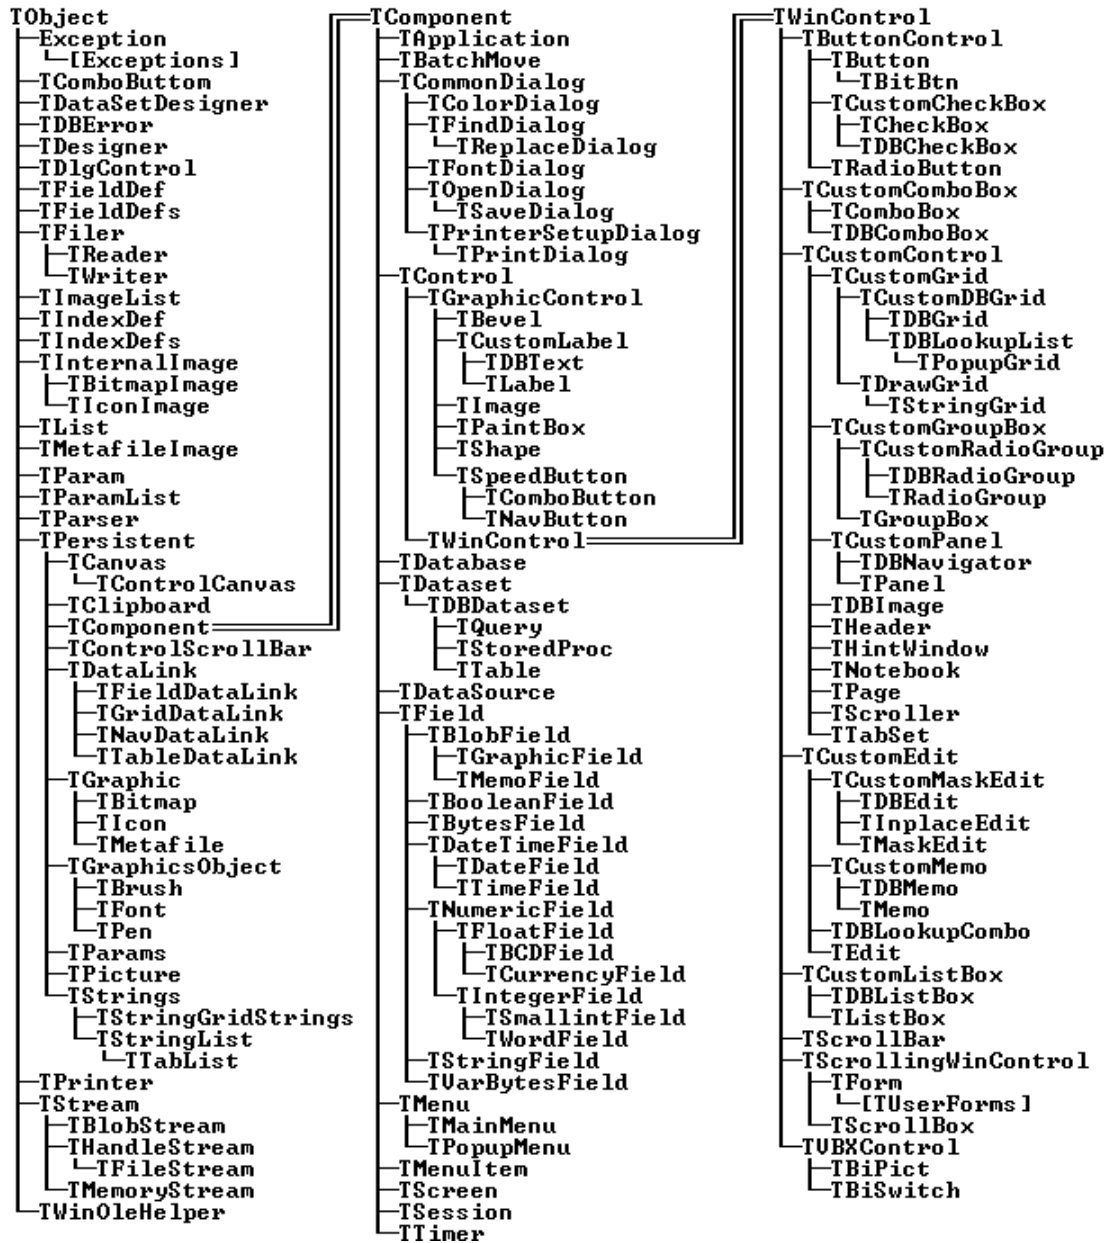 TObject
Exception
[Exceptions]
TComboButtom
TDataSetDesigner
TDBError
TDesigner
TDlgControl
TFieldDef
TFieldDefs
TFiler
TReader
TWriter
TImageList
TIndexDef
TIndexDefs
TInternalImage
TBitmapImage
TIconImage
TList
TMetafileImage
TParam
TParamList
TParser
TPersistent
TCanvas
TControlCanvas
TClipboard
TComponent
TControlScrollBar
TDataLink
TFieldDataLink
TGridDataLink
TNavDataLink
TTableDataLink
TGraphic
TBitmap
TIcon
TMetafile
TGraphicsObject
TBrush
TFont
TPen
TParams
TPicture
TStrings
TStringGridStrings
TStringList
TTabList
TPrinter
TStream
TBlobStream
THandleStream
TFileStream
TMemoryStream
TWinOleHelper
TComponent
TApplication
TBatchMove
TCommonDialog
TColorDialog
TFindDialog
TReplaceDialog
TFontDialog
TOpenDialog
TSaveDialog
TPrinterSetupDialog
TPrintDialog
TControl
TGraphicControl
TBevel
TCustomLabel
TDBText
TLabel
TImage
TPaintBox
TShape
TSpeedButton
TComboButton
TNavButton
TWinControl
TDatabase
TDataset
TDBDataset
TQuery
TStoredProc
TTable
TDataSource
TField
TBlobField
TGraphicField
TMemoField
TBooleanField
TBytesField
TDateTimeField
TDateField
TTimeField
TNumericField
TFloatField
TBCDField
TCurrencyField
TIntegerField
TSmallintField
TWordField
TStringField
TVarBytesField
TMenu
TMainMenu
TPopupMenu
TMenuItem
TScreen
TSession
TTimer
TWinControl
TButtonControl
TButton
TBitBtn
TCustomCheckBox
TCheckBox
TDBCheckBox
TRadioButton
TCustomComboBox
TComboBox
TDBComboBox
TCustomControl
TCustomGrid
TCustomDBGrid
TDBGrid
TDBLookupList
TPopupGrid
TDrawGrid
TStringGrid
TCustomGroupBox
TCustomRadioGroup
TDBRadioGroup
TRadioGroup
TGroupBox
TCustomPanel
TDBNavigator
TPanel
TDBImage
THeader
THintWindow
TNotebook
TPage
TScroller
TTabSet
TCustomEdit
TCustomMaskEdit
TDBEdit
TInplaceEdit
TMaskEdit
TCustomMemo
TDBMemo
TMemo
TDBLookupCombo
TEdit
TCustomListBox
TDBListBox
TListBox
TScrollBar
TScrollingWinControl
TForm
[TUserForms]
TScrollBox
TVBXControl
TBiPict
TBiSwitch